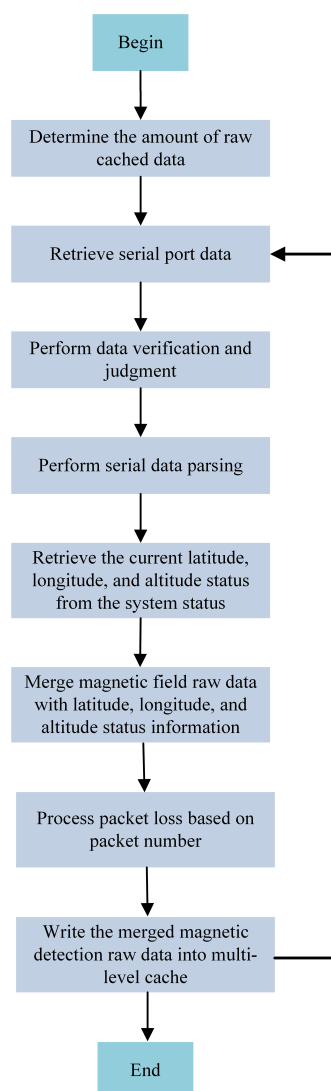 Begin
Determine the amount of raw
cached data
Retrieve serial port data
Perform data verification and
judgment
Perform serial data parsing
Retrieve the current latitude,
longitude, and altitude status
from the system status
Merge magnetic field raw data
with latitude, longitude, and
altitude status information
Process packet loss based on
packet number
Write the merged magnetic
detection raw data into multi-
level cache
End